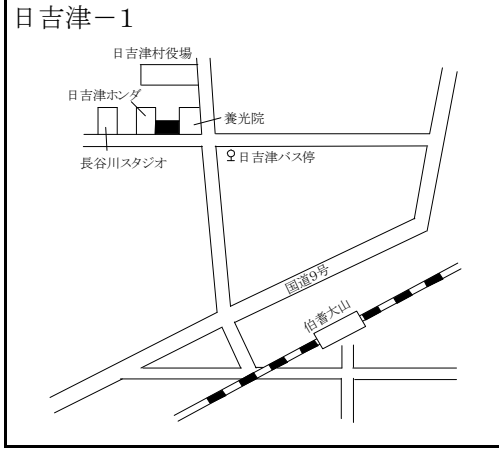 日吉津－1
日吉津村役場
日吉津ホンダ
養光院
長谷川スタジオ
日吉津バス停
国道9号
伯耆大山